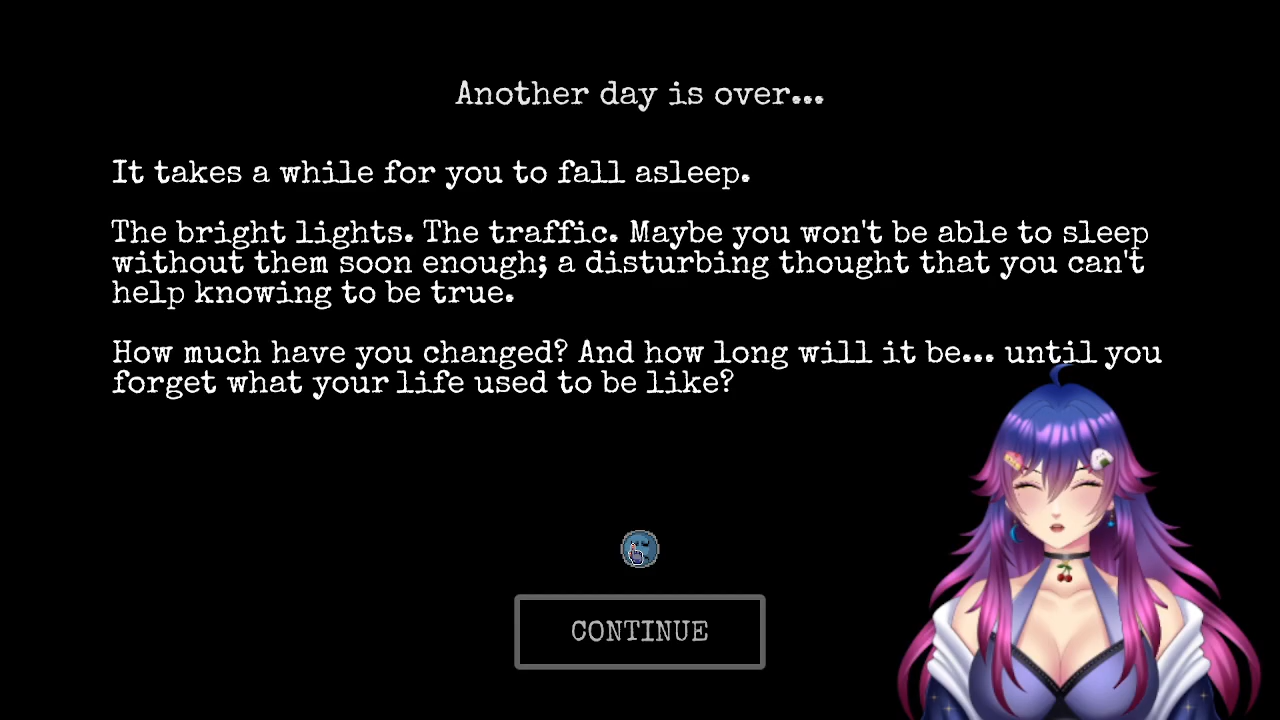 Another day is over...
It takes a while for you to fall asleep.
The bright lights. The traffic. Maybe you won't be able to sleep
without them soon enough; a disturbing thought that you can't
help knowing to be true.
How much have you changed? And how long will it be... until you
forget what your life used to be like?
CONTINUE